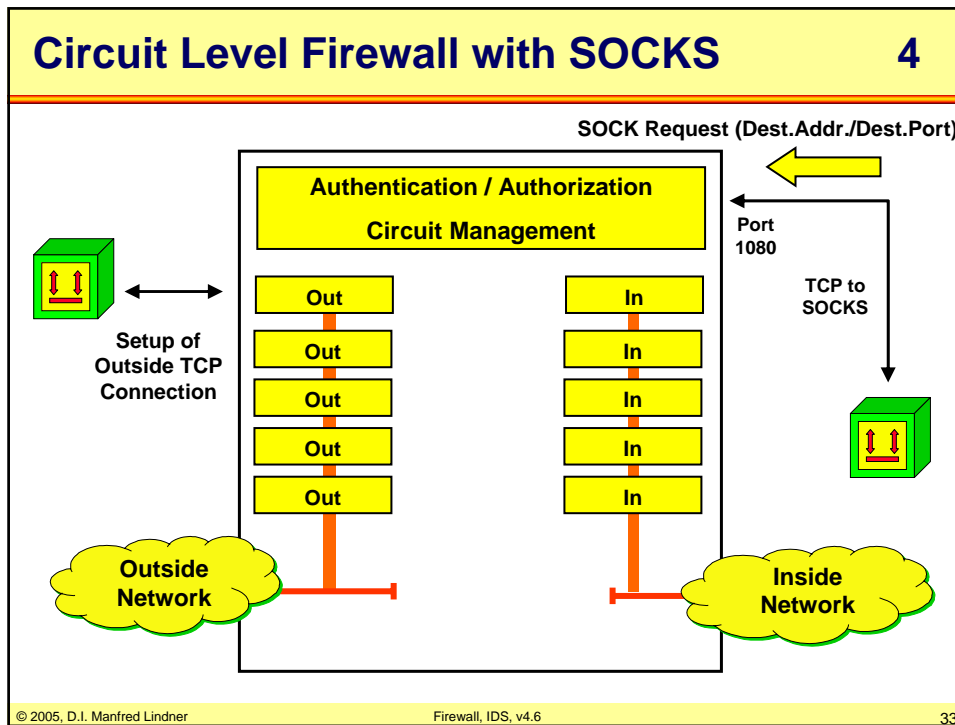 Circuit Level Firewall with SOCKS 4
SOCK Request (Dest.Addr./Dest.Port)
Authentication / Authorization
Circuit Management
Port
1080
TCP to
SOCKS
Setup of
Outside TCP
Connection
Out
In
Out
In
Out
In
Out
In
Out
In
Outside
Network
Inside
Network
© 2005, D.I. Manfred Lindner
Firewall, IDS, v4.6
33